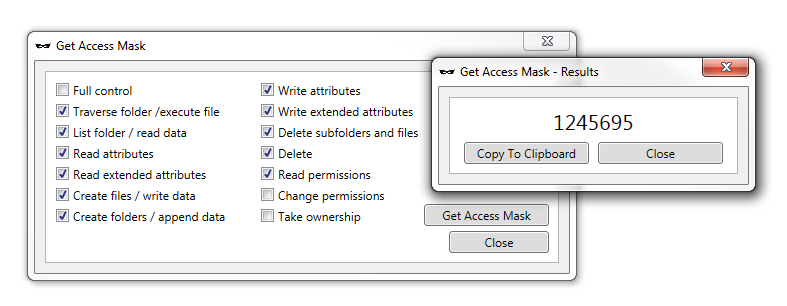 Get Access Mask
Full control
Traverse folder /execute file
List folder / read data
Read attributes
Read extended attributes
Create files / write data
Create folders / append data
Write attributes
Write extended attributes
Delete subfolders and files
Delete
Read permissions
Change permissions
Take ownership
Get Access Mask
Close
Get Access Mask - Results
1245695
Copy To Clipboard
Close